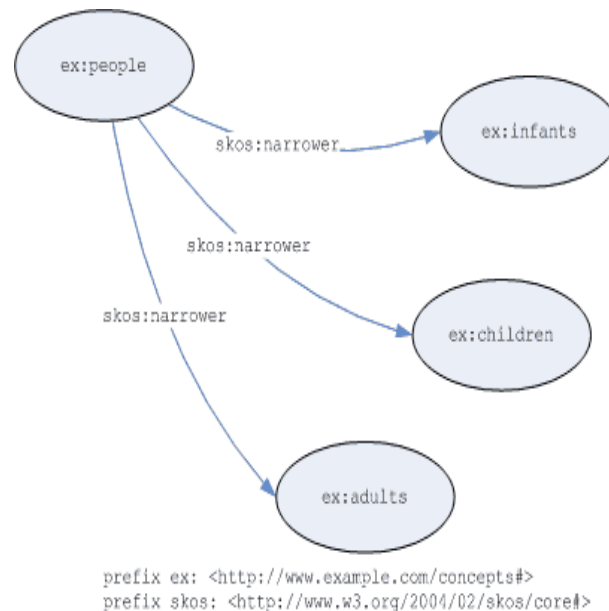 ex:people
skos:narrower
ex:infants
skos:narrower
skos:narrower
ex:children
ex:adults
prefix ex: <http://www.example.com/concepts#>
prefix skos: <http://www.w3.org/2004/02/skos/core#>